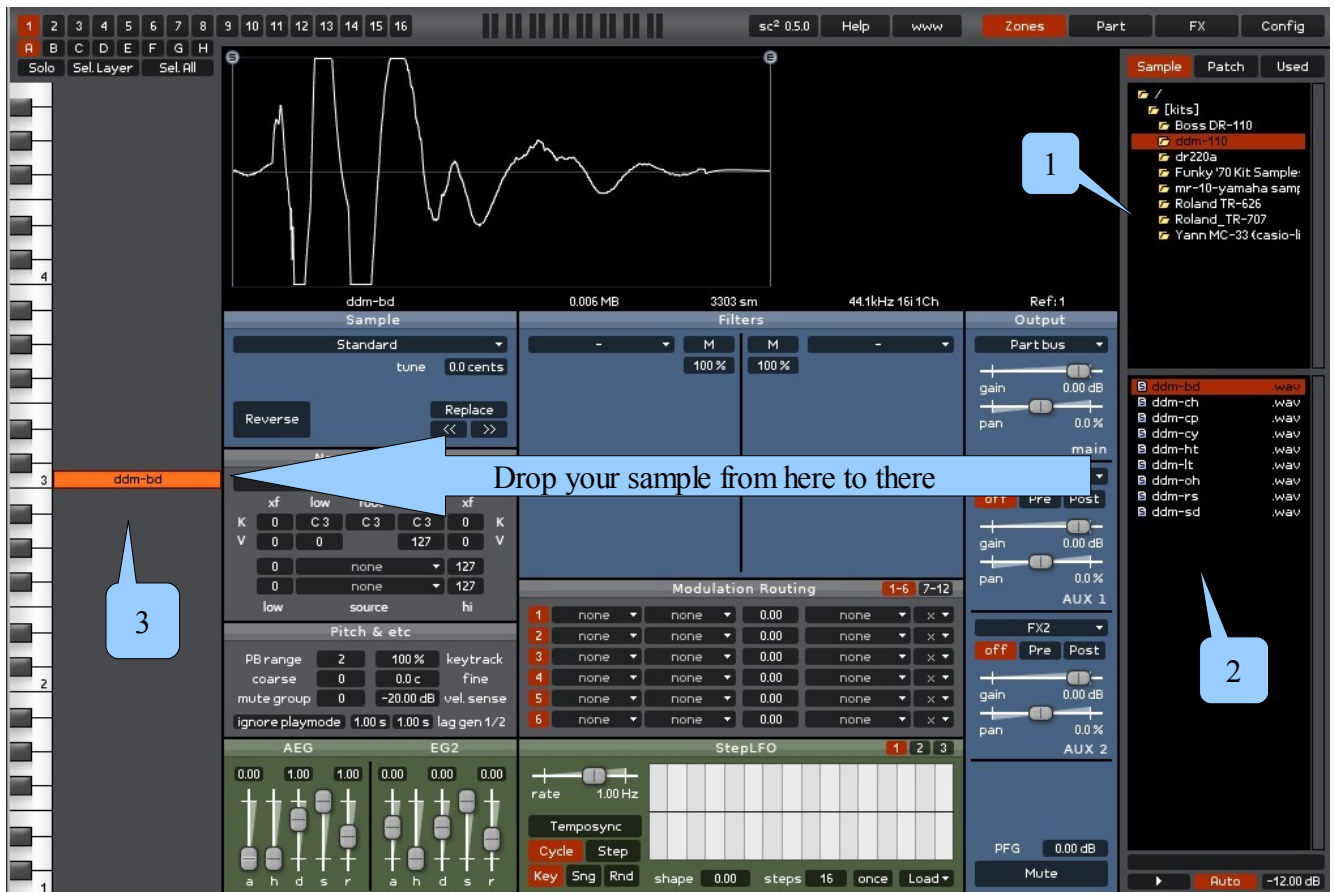 1 2 3 4 5 6 7 8 9 10 11 12 13 14 15 16 sc² 0.5.0 Help www Zones Part FX Config
A B C D E F G H
Solo Sel.Layer Sel.All
Sample Patch Used
/
[kits]
Boss DR-110
ddm-110
dr220a
Funky '70 Kit Sample
mr-10-yamaha samp
Roland TR-626
Roland_TR-707
Yann MC-33 (casio-li
1
4
ddm-bd 0.006 MB 3303 sm 44.1kHz 16i 1Ch Ref:1
Sample
Standard
tune 0.0 cents
Reverse Replace
<< >>
Filters
- M M -
100 % 100 %
Output
Part bus
gain 0.00 dB
pan 0.0 %
main
ddm-bd .wav
ddm-ch .wav
ddm-cp .wav
ddm-cy .wav
ddm-ht .wav
ddm-lt .wav
ddm-oh .wav
ddm-rs .wav
ddm-sd .wav
3 ddm-bd
Drop your sample from here to there
xf low xf
K 0 C 3 C 3 C 3 0 K
V 0 0 127 0 V
0 none 127
0 none 127
low source hi
off Pre Post
gain 0.00 dB
pan 0.0 %
AUX 1
3
2
Pitch & etc
PB range 2 100 % keytrack
coarse 0 0.0 c fine
mute group 0 -20.00 dB vel. sense
ignore playmode 1.00 s 1.00 s lag gen 1/2
2
Modulation Routing 1-6 7-12
1 none none 0.00 none x
2 none none 0.00 none x
3 none none 0.00 none x
4 none none 0.00 none x
5 none none 0.00 none x
6 none none 0.00 none x
FX2
off Pre Post
gain 0.00 dB
pan 0.0 %
AUX 2
AEG EG2
0.00 1.00 1.00 0.00 0.00 0.00
a h d s r a h d s r
StepLFO 1 2 3
rate 1.00 Hz
Temposync
Cycle Step
Key Sng Rnd shape 0.00 steps 16 once Load
PFG 0.00 dB
Mute
Auto -12.00 dB
1